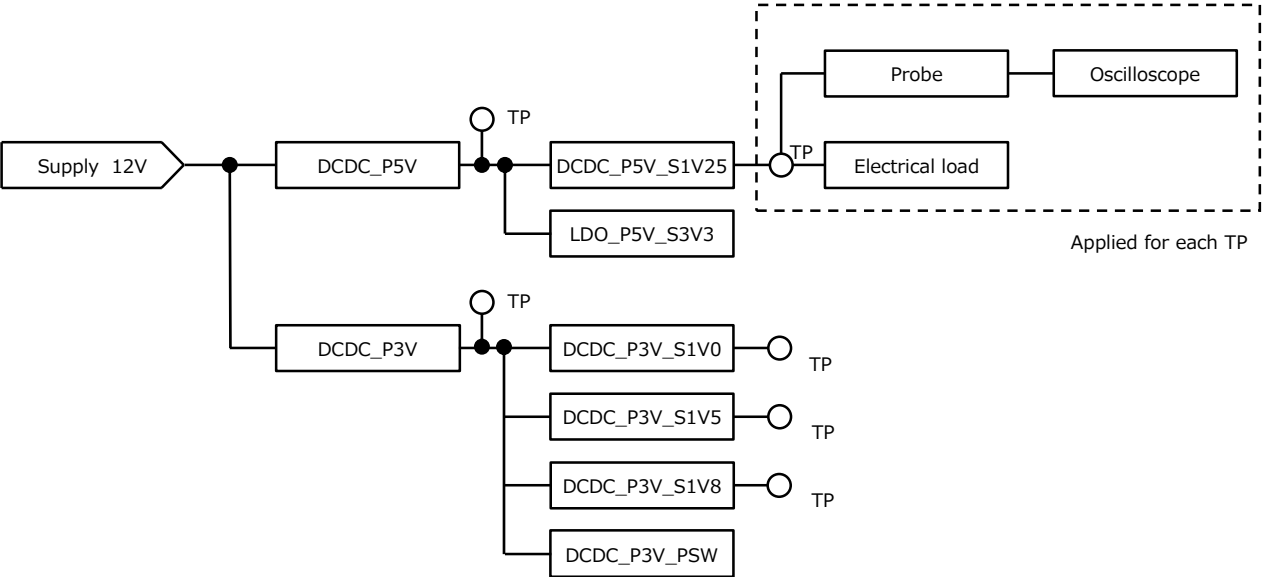 Probe
Oscilloscope
TP
Supply 12V
DCDC_P5V
DCDC_P5V_S1V25
TP
Electrical load
LDO_P5V_S3V3
Applied for each TP
TP
DCDC_P3V
DCDC_P3V_S1V0
TP
DCDC_P3V_S1V5
TP
DCDC_P3V_S1V8
TP
DCDC_P3V_PSW